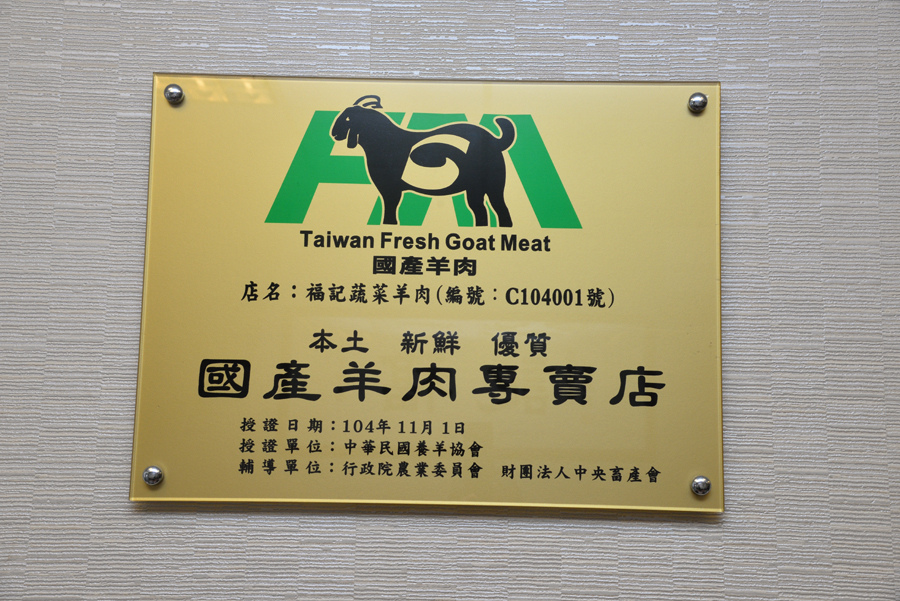 Taiwan Fresh Goat Meat
國產羊肉
店名：福記蔬菜羊肉(編號：C104001號)
本土 新鮮 優質
國產羊肉專賣店
授證日期：104年11月1日
授證單位：中華民國養羊協會
輔導單位：行政院農業委員會 財團法人中央畜產會